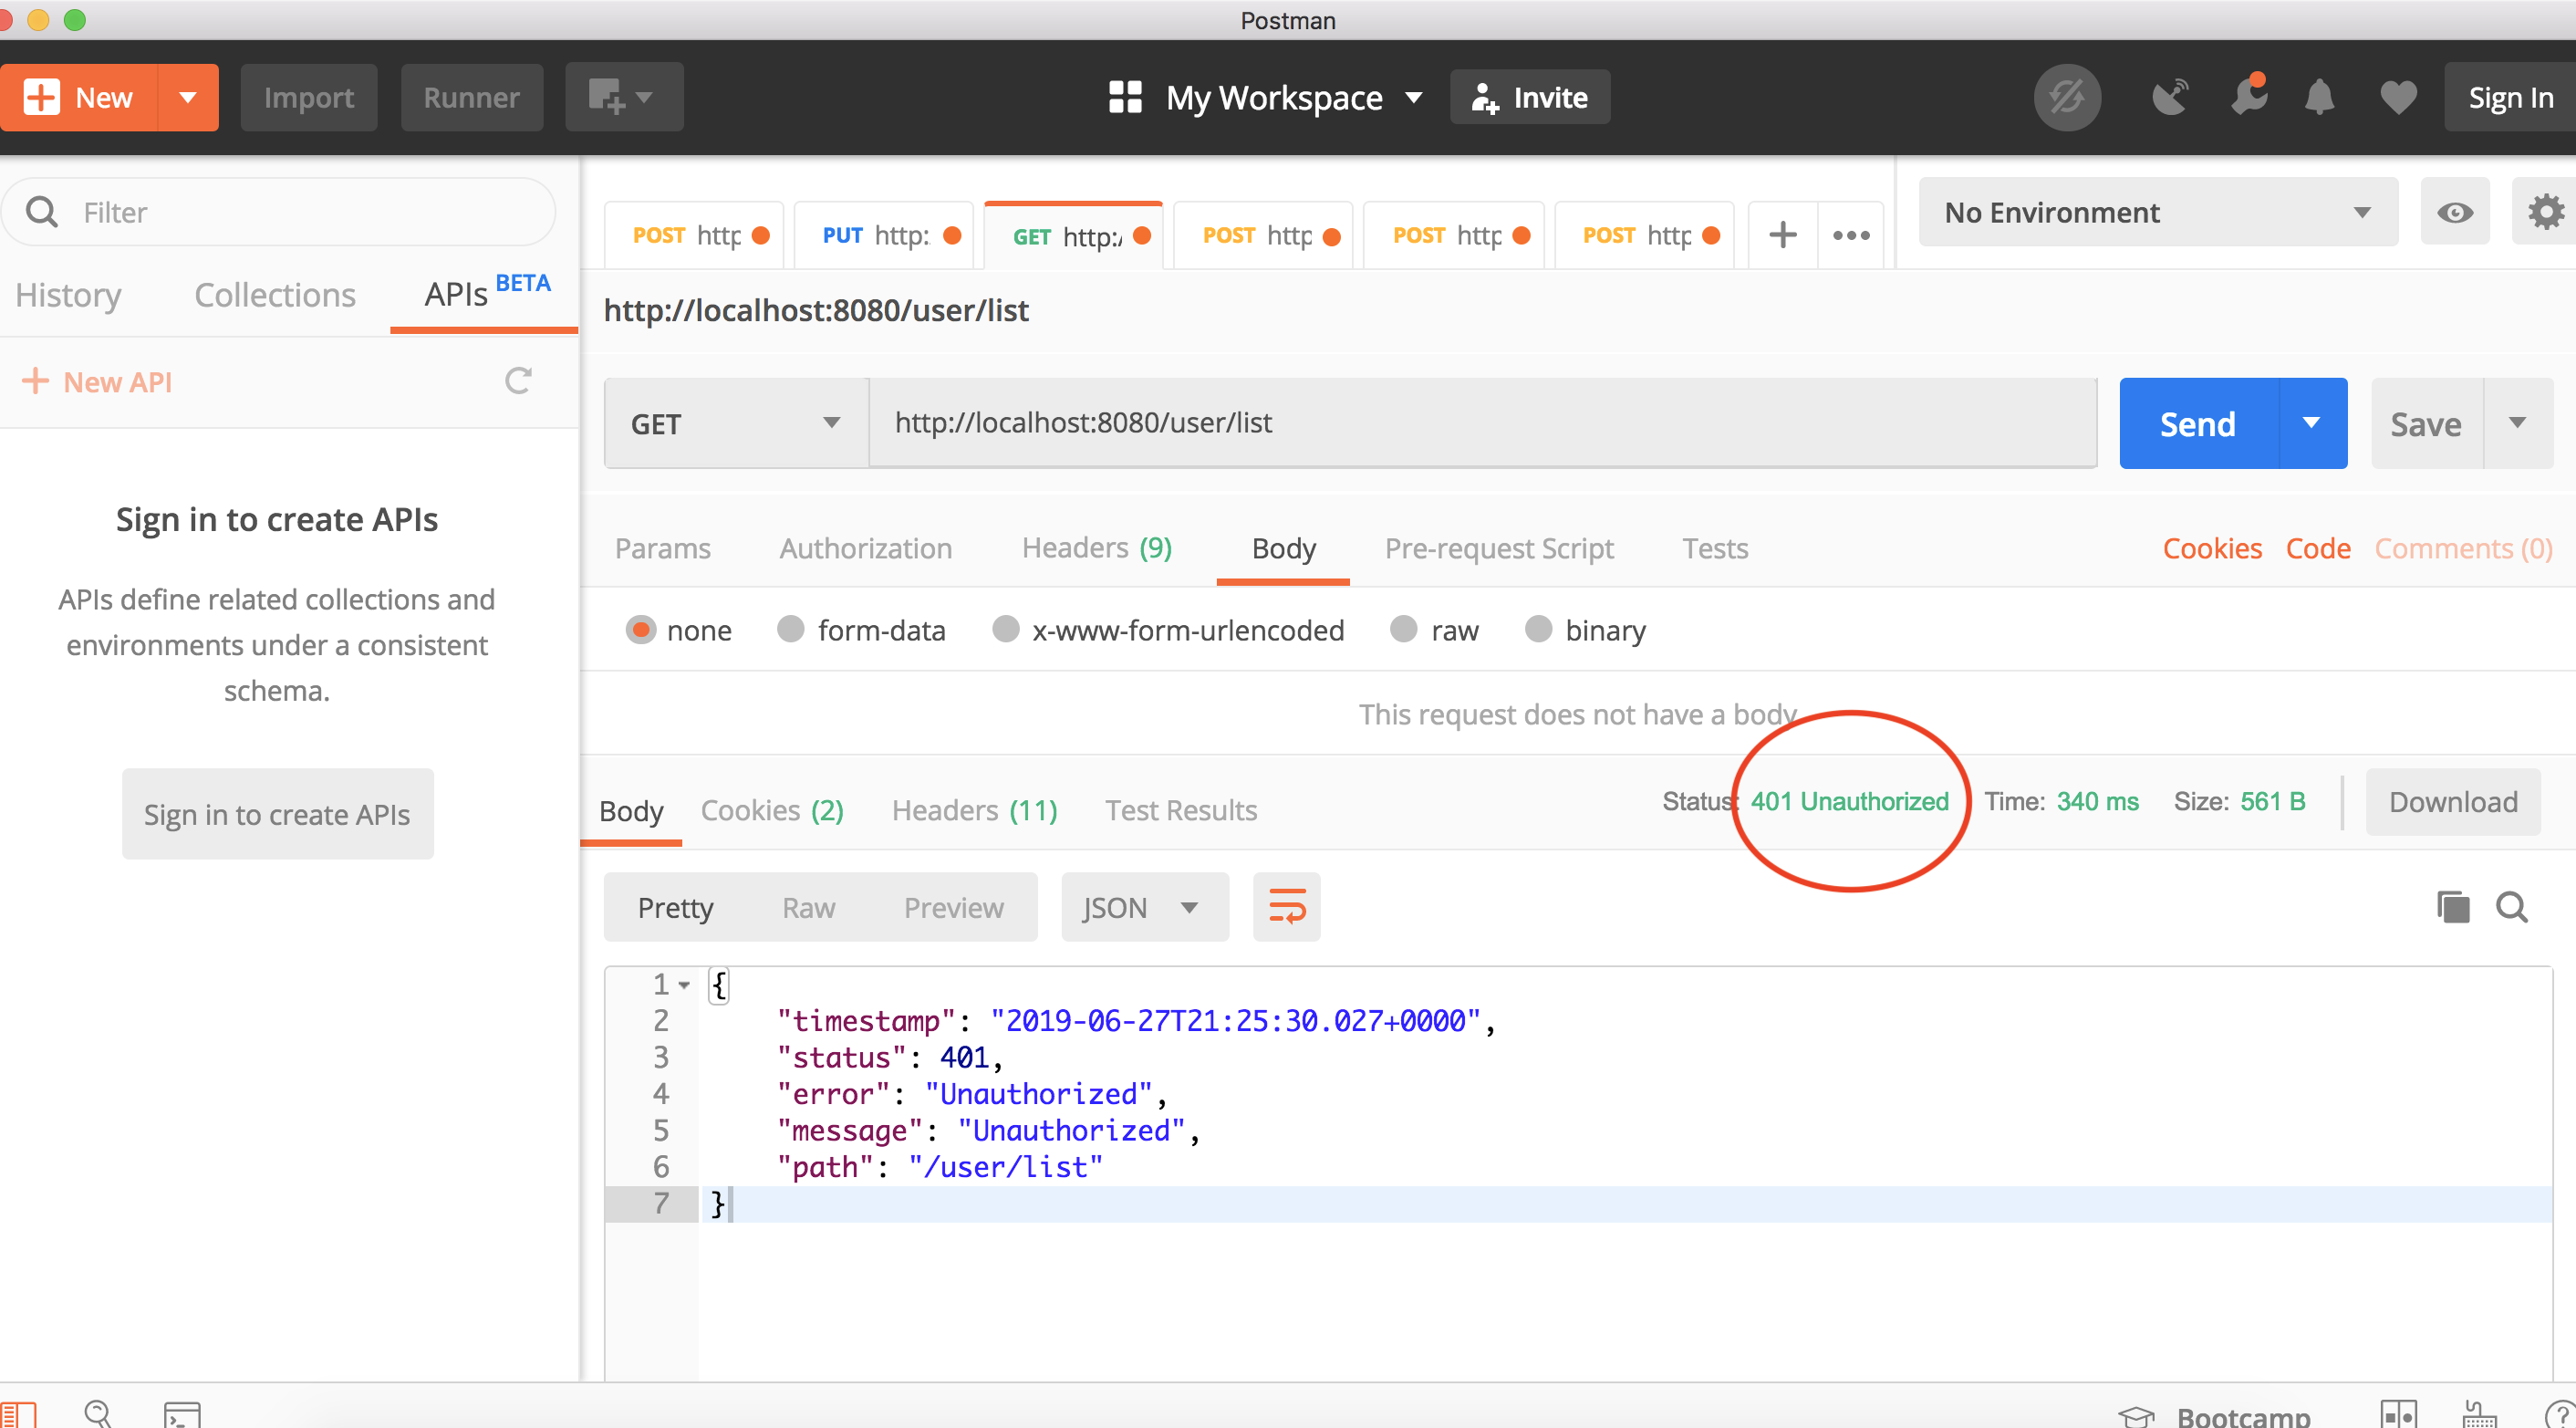 Postman
New
Import
Runner
My Workspace
Invite
Sign In
Filter
History
Collections
APIs BETA
New API
Sign in to create APIs
APIs define related collections and
environments under a consistent
schema.
Sign in to create APIs
POST http
PUT http:
GET http:/
POST http
POST http
POST http
No Environment
http://localhost:8080/user/list
GET
http://localhost:8080/user/list
Send
Save
Params
Authorization
Headers (9)
Body
Pre-request Script
Tests
Cookies
Code
Comments (0)
none
form-data
x-www-form-urlencoded
raw
binary
This request does not have a body
Body
Cookies (2)
Headers (11)
Test Results
Status: 401 Unauthorized
Time: 340 ms
Size: 561 B
Download
Pretty
Raw
Preview
JSON
1 {
2 "timestamp": "2019-06-27T21:25:30.027+0000",
3 "status": 401,
4 "error": "Unauthorized",
5 "message": "Unauthorized",
6 "path": "/user/list"
7 }
Bootcamp